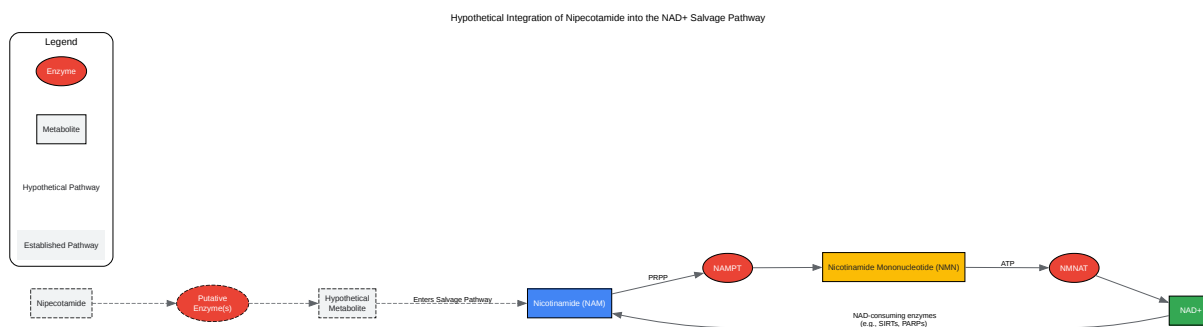 Hypothetical Integration of Nipecotamide into the NAD+ Salvage Pathway
Legend
Enzyme
Metabolite
Hypothetical Pathway
Established Pathway
Nipecotamide
Putative
Enzyme(s)
Hypothetical
Metabolite
Enters Salvage Pathway
Nicotinamide (NAM)
PRPP
NAMPT
Nicotinamide Mononucleotide (NMN)
ATP
NMNAT
NAD+
NAD-consuming enzymes
(e.g., SIRTs, PARPs)